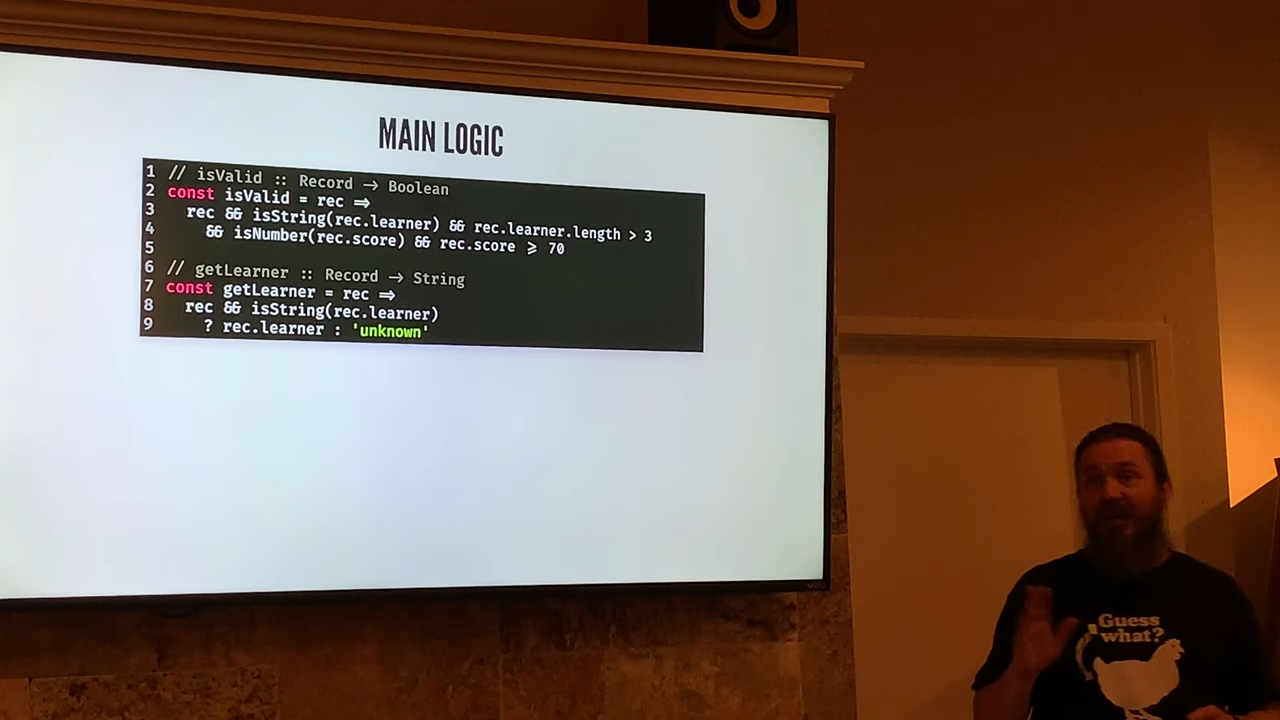 MAIN LOGIC
1 // isValid :: Record → Boolean
2 const isValid = rec ⇒
3 rec && isString(rec.learner) && rec.learner.length > 3
4 && isNumber(rec.score) && rec.score ⩾ 70
5
6 // getLearner :: Record → String
7 const getLearner = rec ⇒
8 rec && isString(rec.learner)
9 ? rec.learner : 'unknown'
Guess
what?